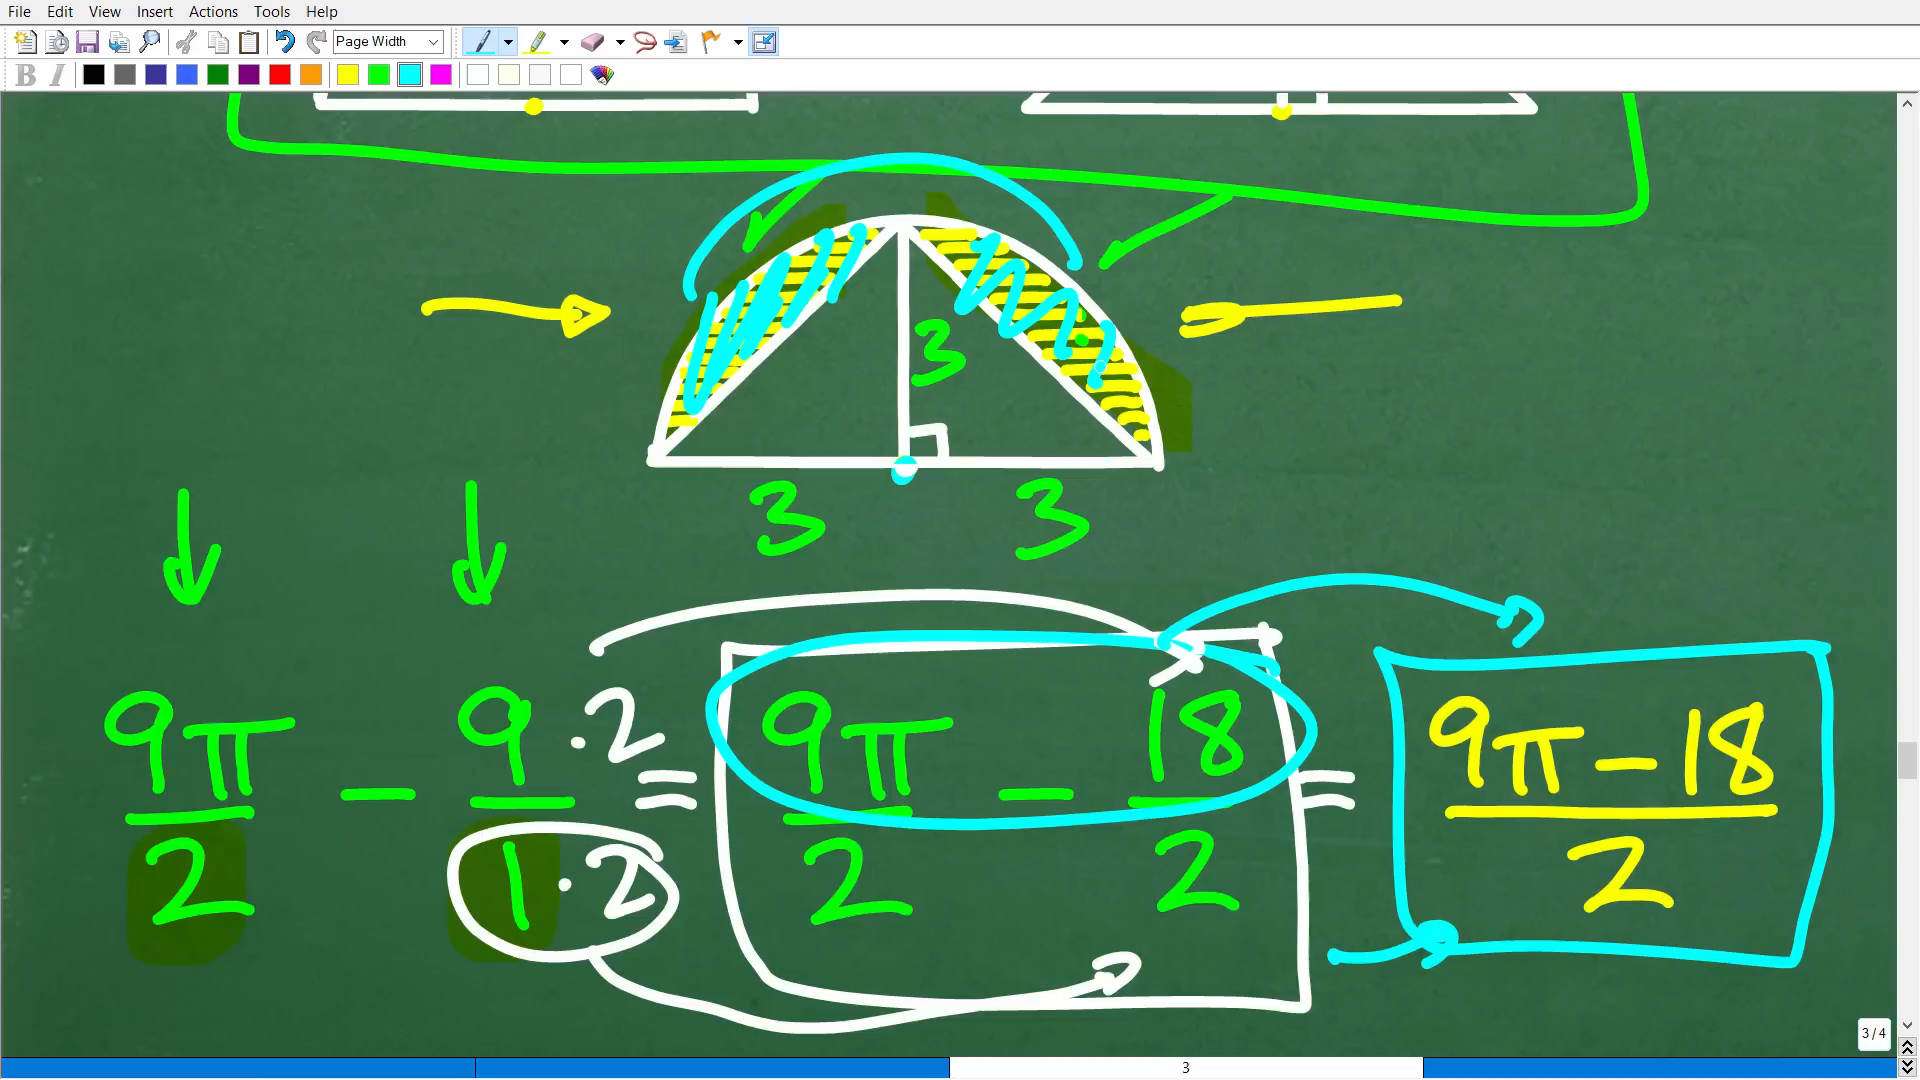 File Edit View Insert Actions Tools Help
Page Width
B I
3
3 3
9π/2 - 9·2/1·2 = 9π/2 - 18/2 = 9π-18/2
3/4
3